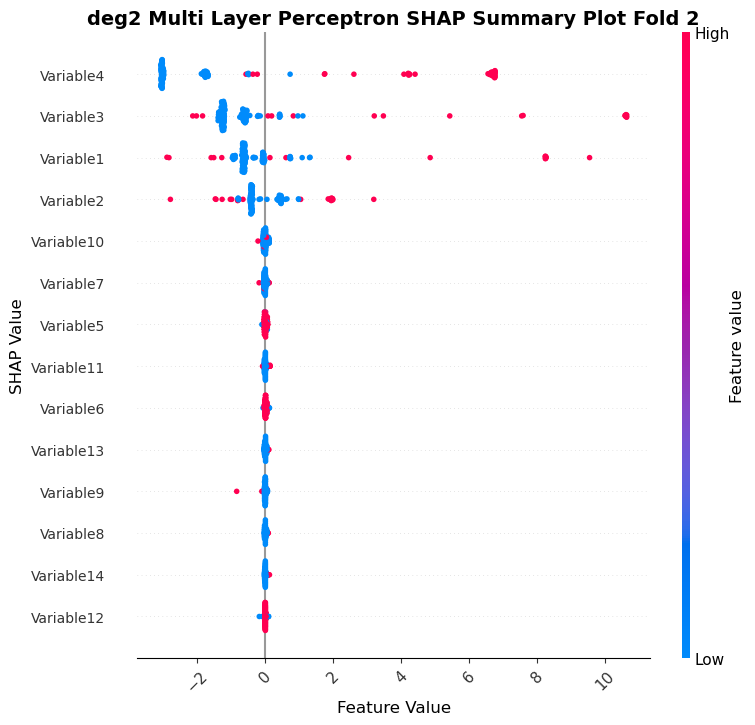 deg2 Multi Layer Perceptron SHAP Summary Plot Fold 2
High
Variable4
Variable3
Variable1
Variable2
Variable10
Variable7
Variable5
Variable11
Variable6
Variable13
Variable9
Variable8
Variable14
Variable12
SHAP Value
Feature value
Low
−2
0
2
4
6
8
10
Feature Value